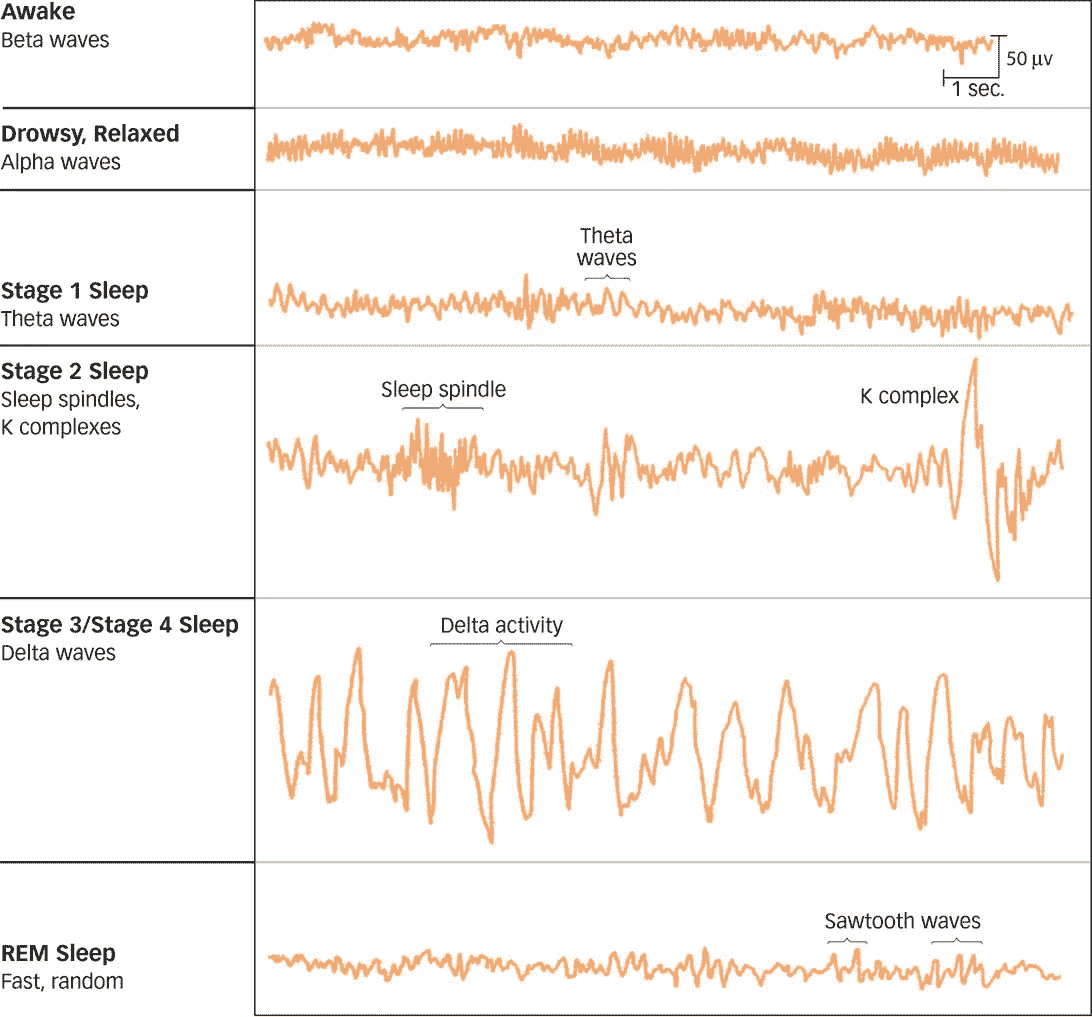 Awake
Beta waves
50 μv
1 sec.
Drowsy, Relaxed
Alpha waves
Theta
waves
Stage 1 Sleep
Theta waves
Stage 2 Sleep
Sleep spindles,
K complexes
Sleep spindle
K complex
Stage 3/Stage 4 Sleep
Delta waves
Delta activity
Sawtooth waves
REM Sleep
Fast, random